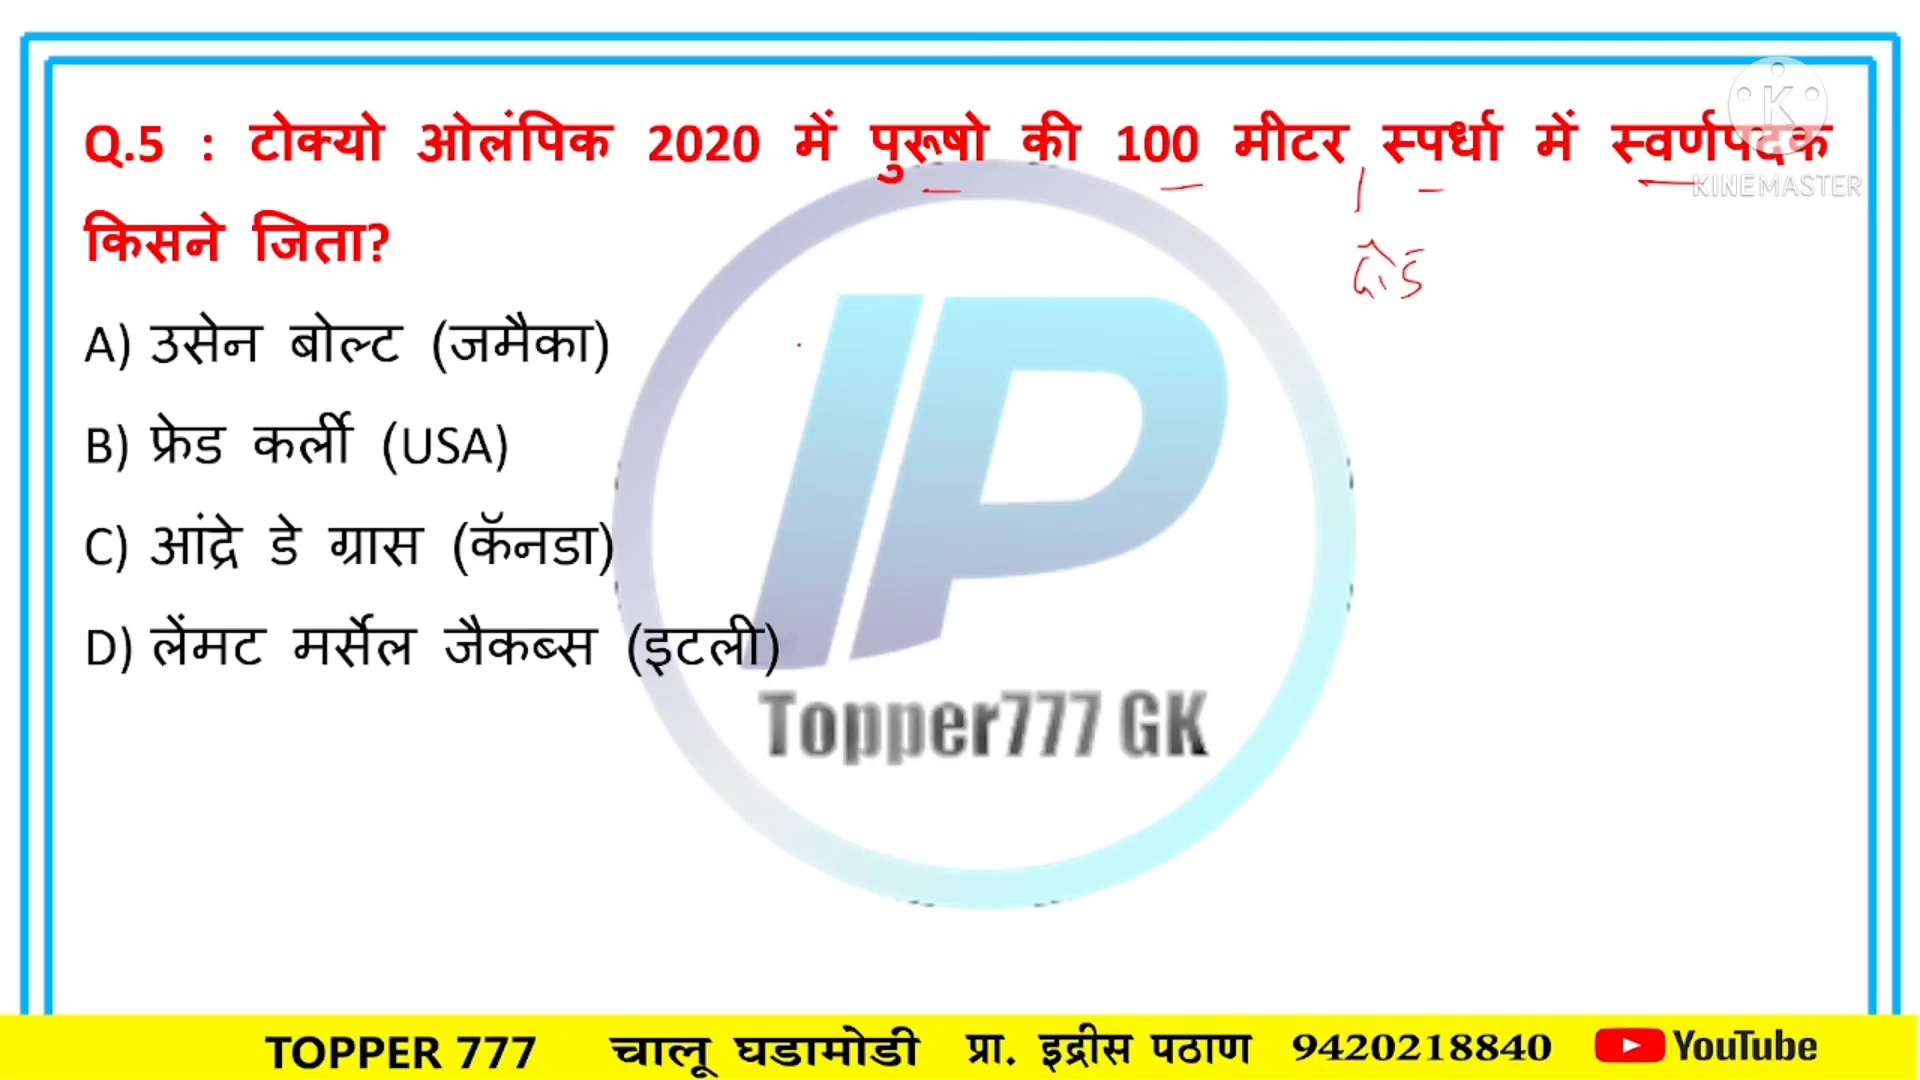 Q.5 : टोक्यो ओलंपिक 2020 में पुरूषो की 100 मीटर स्पर्धा में स्वर्णपदक
KINEMASTER
किसने जिता?
दौड
A) उसेन बोल्ट (जमैका)
B) फ्रेड कर्ली (USA)
C) आंद्रे डे ग्रास (कॅनडा)
D) लेंमट मर्सेल जैकब्स (इटली)
Topper777 GK
TOPPER 777 चालू घडामोडी प्रा. इद्रीस पठाण 9420218840 YouTube